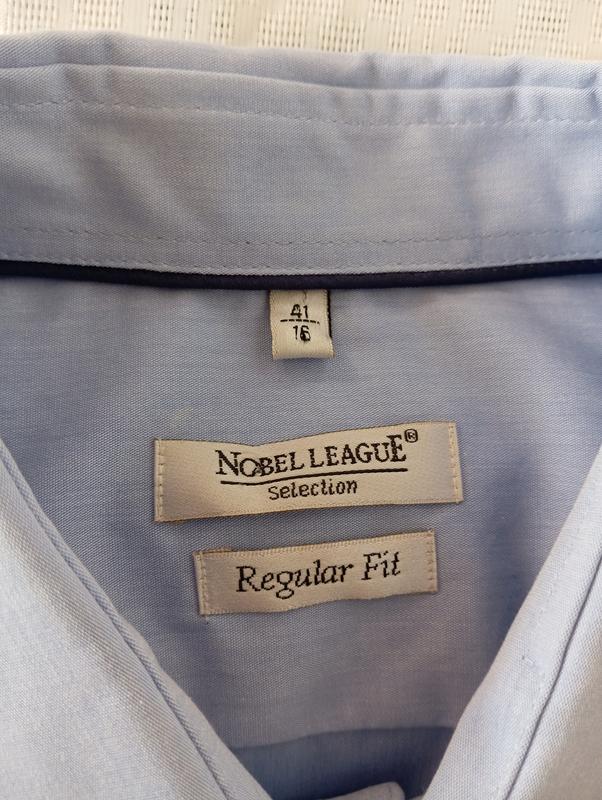 41
16
NOBEL LEAGUE®
Selection
Regular Fit